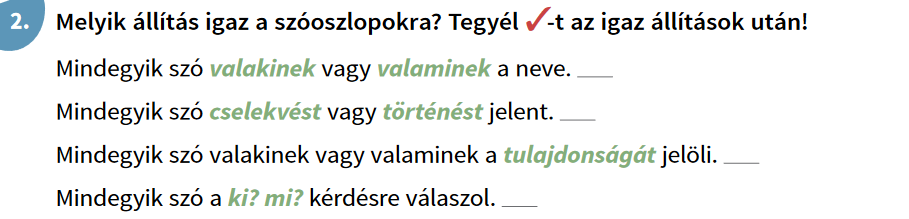 2. Melyik állítás igaz a szóoszlopokra? Tegyél ✓-t az igaz állítások után!
Mindegyik szó valakinek vagy valaminek a neve. ___
Mindegyik szó cselekvést vagy történést jelent. ___
Mindegyik szó valakinek vagy valaminek a tulajdonságát jelöli. ___
Mindegyik szó a ki? mi? kérdésre válaszol. ___